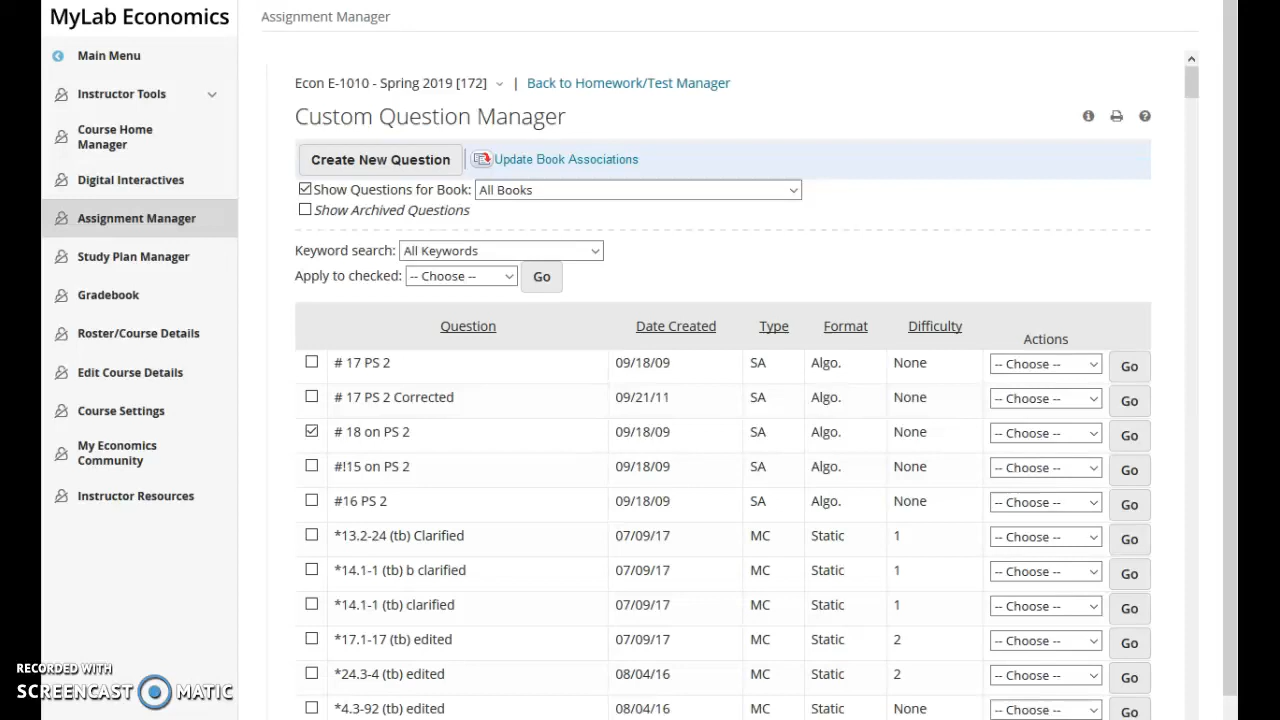 MyLab Economics
Assignment Manager
Main Menu
Instructor Tools
Course Home
Manager
Digital Interactives
Assignment Manager
Study Plan Manager
Gradebook
Roster/Course Details
Edit Course Details
Course Settings
My Economics
Community
Instructor Resources
Econ E-1010 - Spring 2019 [172] | Back to Homework/Test Manager
Custom Question Manager
Create New Question Update Book Associations
Show Questions for Book: All Books
Show Archived Questions
Keyword search: All Keywords
Apply to checked: -- Choose -- Go
Question Date Created Type Format Difficulty Actions
# 17 PS 2 09/18/09 SA Algo. None -- Choose -- Go
# 17 PS 2 Corrected 09/21/11 SA Algo. None -- Choose -- Go
# 18 on PS 2 09/18/09 SA Algo. None -- Choose -- Go
#!15 on PS 2 09/18/09 SA Algo. None -- Choose -- Go
#16 PS 2 09/18/09 SA Algo. None -- Choose -- Go
*13.2-24 (tb) Clarified 07/09/17 MC Static 1 -- Choose -- Go
*14.1-1 (tb) b clarified 07/09/17 MC Static 1 -- Choose -- Go
*14.1-1 (tb) clarified 07/09/17 MC Static 1 -- Choose -- Go
*17.1-17 (tb) edited 07/09/17 MC Static 2 -- Choose -- Go
*24.3-4 (tb) edited 08/04/16 MC Static 2 -- Choose -- Go
*4.3-92 (tb) edited 08/04/16 MC Static None -- Choose -- Go
RECORDED WITH
SCREENCAST MATIC